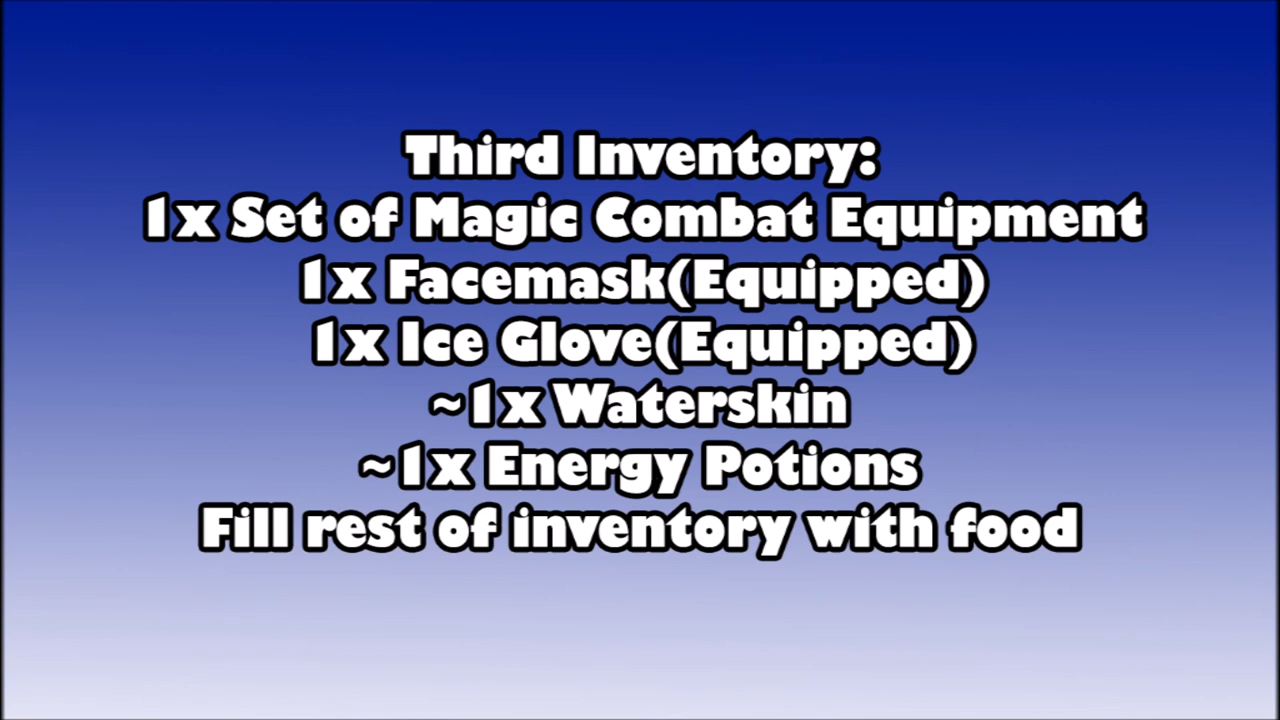 Third Inventory:
1x Set of Magic Combat Equipment
1x Facemask(Equipped)
1x Ice Glove(Equipped)
~1x Waterskin
~1x Energy Potions
Fill rest of inventory with food